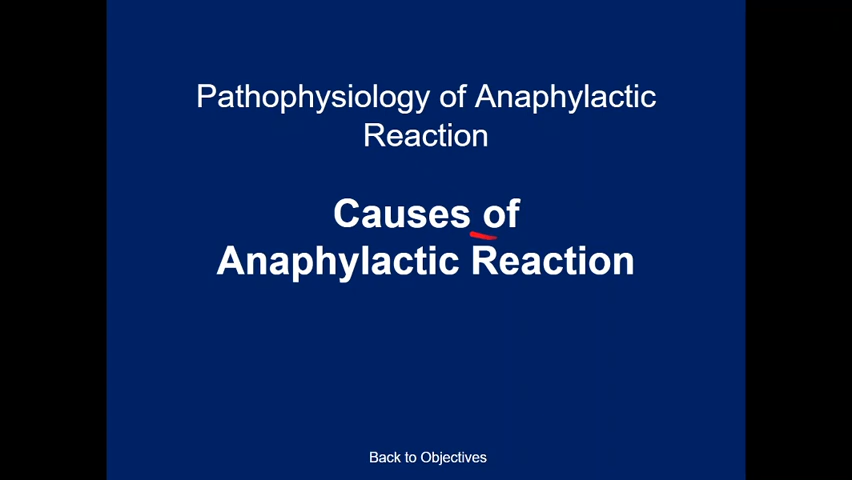 Pathophysiology of Anaphylactic
Reaction
Causes of
Anaphylactic Reaction
Back to Objectives